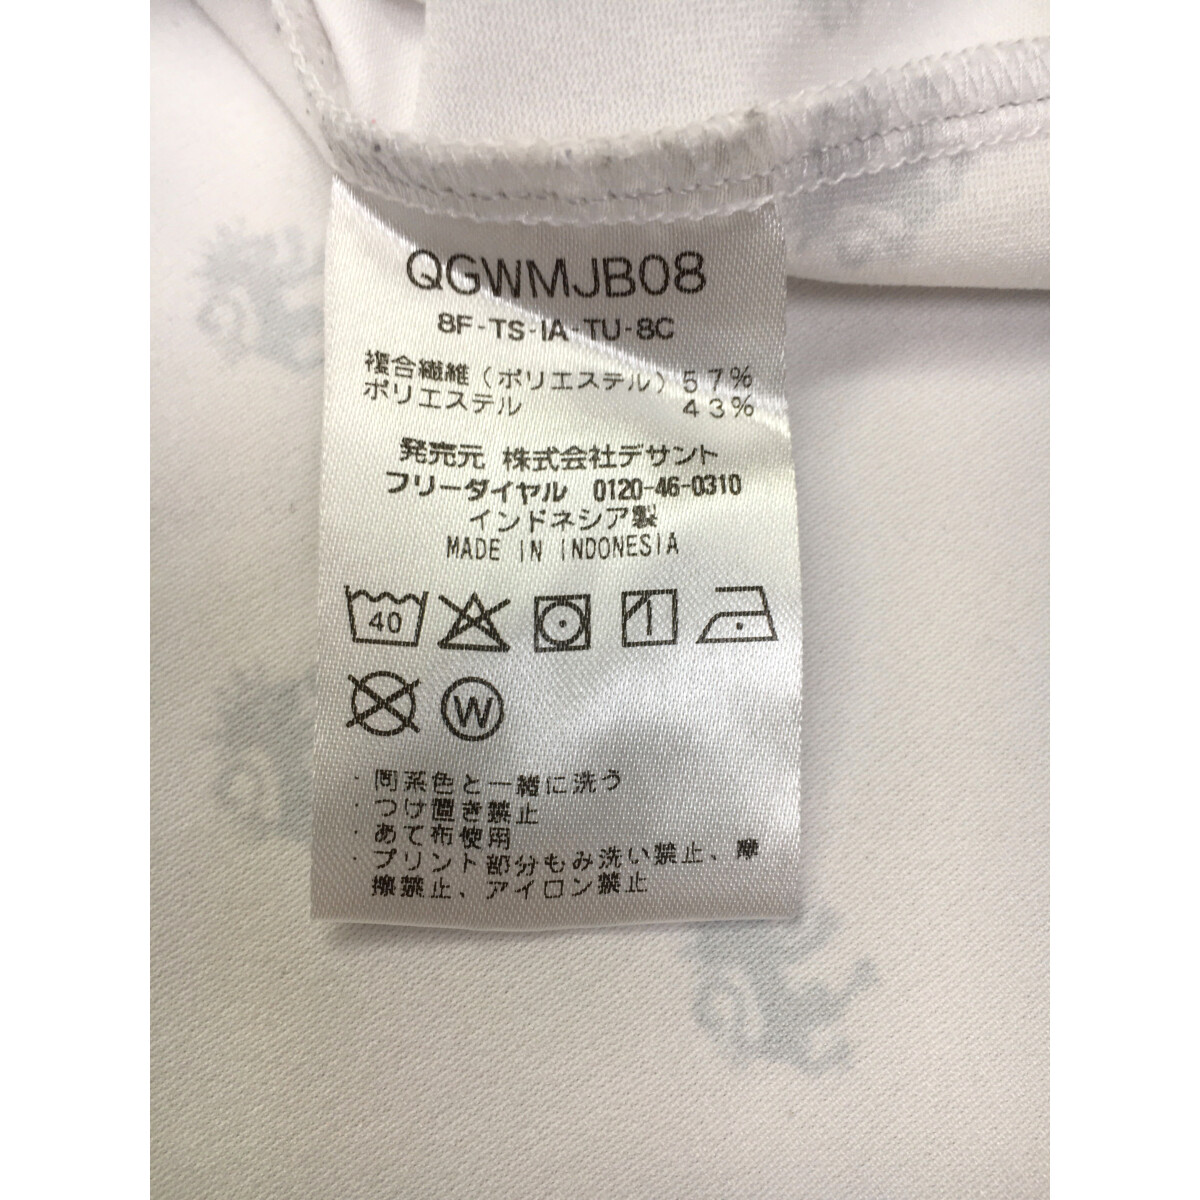 QGWMJB08
8F-TS-IA-TU-8C
複合繊維(ポリエステル) 57%
ポリエステル 43%
発売元 株式会社デサント
フリーダイヤル 0120-46-0310
インドネシア製
MADE IN INDONESIA
40
W
・同系色と一緒に洗う
・つけ置き禁止
・あて布使用
・プリント部分もみ洗い禁止、摩
擦禁止、アイロン禁止